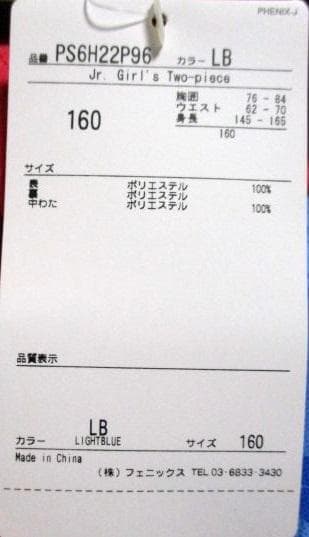 PHENIX-J
品番 PS6H22P96 カラー LB
Jr. Girl's Two-piece
160
胸囲 76 - 84
ウエスト 62 - 70
身長 145 - 165
160
サイズ
表 ポリエステル 100%
裏 ポリエステル
中わた ポリエステル 100%
品質表示
LB
カラー LIGHTBLUE サイズ 160
Made in China
(株) フェニックス TEL 03-6833-3430